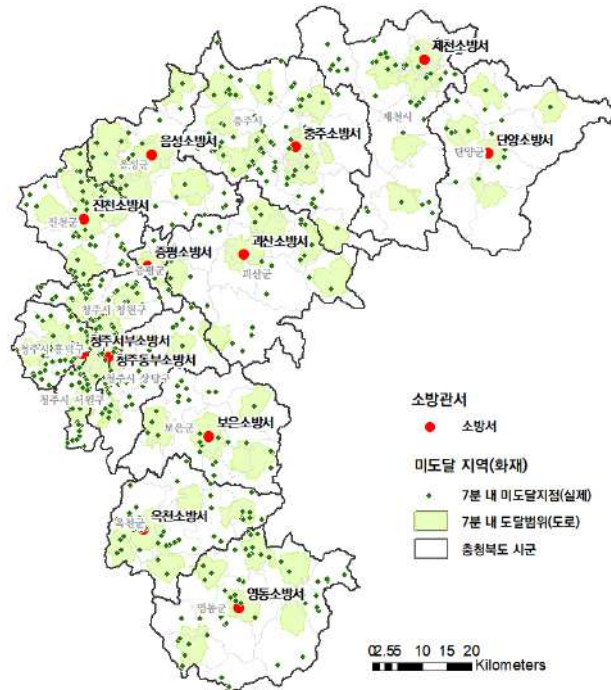 제천소방서
충주시
충주소방서
제천시
단양소방서
단양군
음성소방서
음성군
진천소방서
진천군
증평소방서
증평군
괴산소방서
괴산군
청주시 청원구
청주서부소방서
청주시 흥덕구
청주동부소방서
청주시 상당구
청주시 서원구
보은소방서
보은군
옥천소방서
옥천군
영동소방서
영동군
소방관서
소방서
미도달 지역(화재)
7분 내 미도달지점(실제)
7분 내 도달범위(도로)
충청북도 시군
02.55 10 15 20
Kilometers